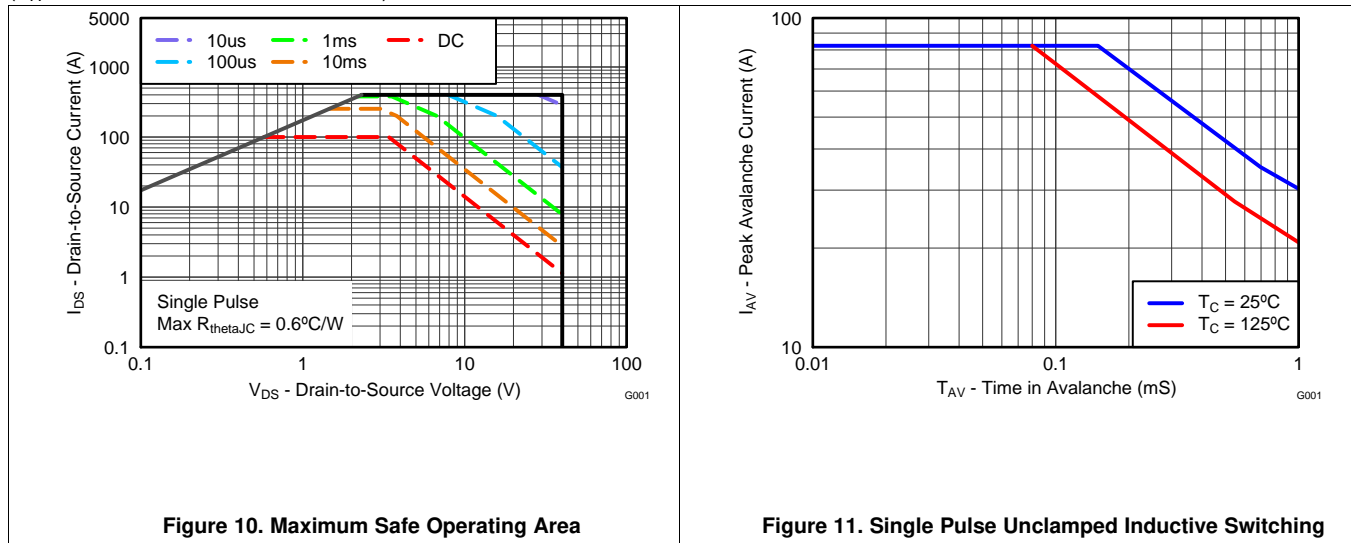 5000
1000
100
10
1
0.1
0.1
1
10
100
I_DS - Drain-to-Source Current (A)
V_DS - Drain-to-Source Voltage (V)
10us
1ms
DC
100us
10ms
Single Pulse
Max R_thetaJC = 0.6ºC/W
G001
Figure 10. Maximum Safe Operating Area
100
10
0.01
0.1
1
I_AV - Peak Avalanche Current (A)
T_AV - Time in Avalanche (mS)
T_C = 25ºC
T_C = 125ºC
G001
Figure 11. Single Pulse Unclamped Inductive Switching